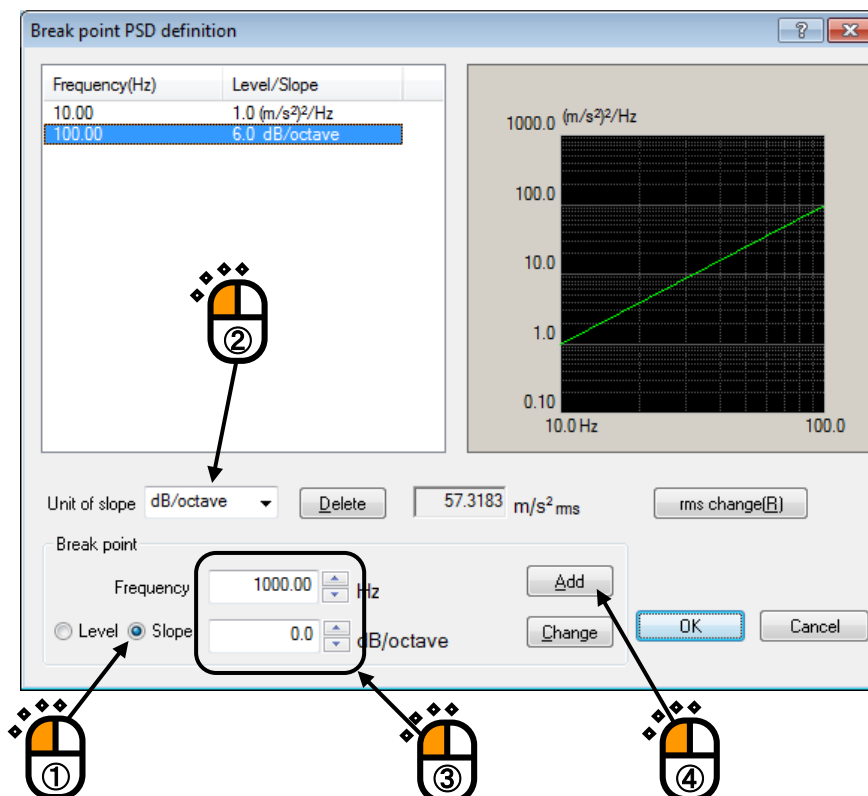 Break point PSD definition
Frequency(Hz) Level/Slope
10.00 1.0 (m/s²)²/Hz
100.00 6.0 dB/octave
1000.0 (m/s²)²/Hz
100.0
10.0
1.0
0.10
10.0 Hz 100.0
②
Unit of slope dB/octave Delete 57.3183 m/s² rms rms change(R)
Break point
Frequency 1000.00 Hz Add
Level Slope 0.0 dB/octave Change OK Cancel
① ③ ④